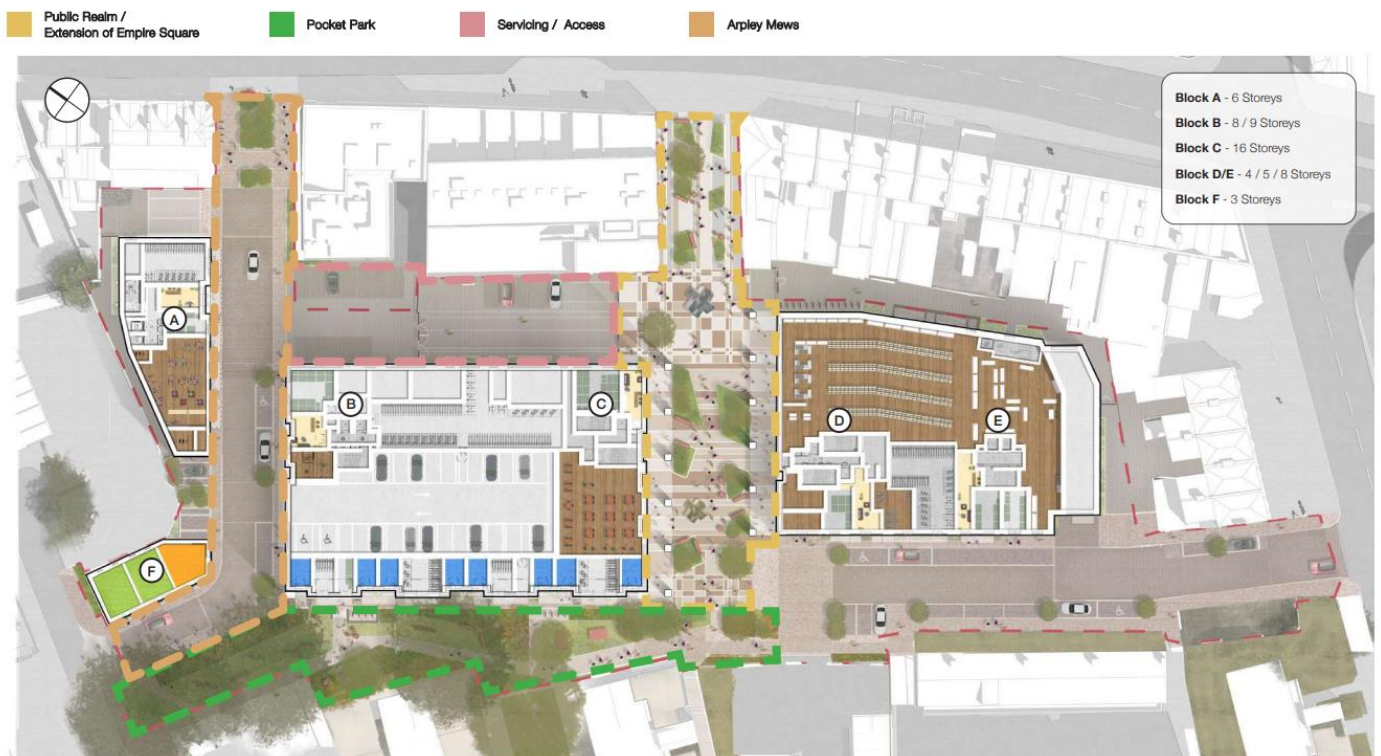 Public Realm /
Extension of Empire Square
Pocket Park
Servicing / Access
Arpley Mews
Block A - 6 Storeys
Block B - 8 / 9 Storeys
Block C - 16 Storeys
Block D/E - 4 / 5 / 8 Storeys
Block F - 3 Storeys
A
B
C
D
E
F